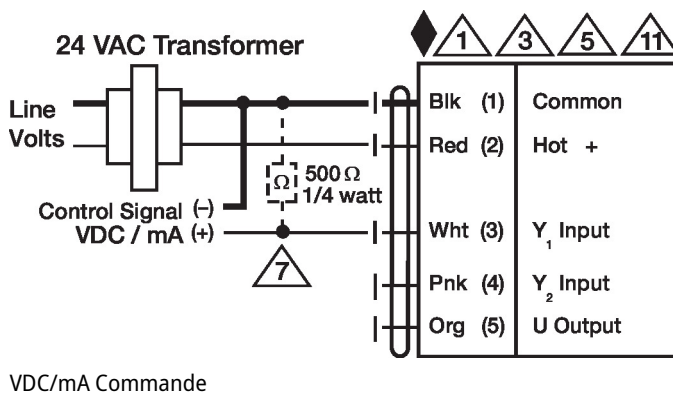 1 3 5 11
24 VAC Transformer
Line
Volts
Blk (1) Common
Red (2) Hot +
Ω 500 Ω
1/4 watt
Control Signal (-)
VDC / mA (+)
Wht (3) Y1 Input
7
Pnk (4) Y2 Input
Org (5) U Output
VDC/mA Commande